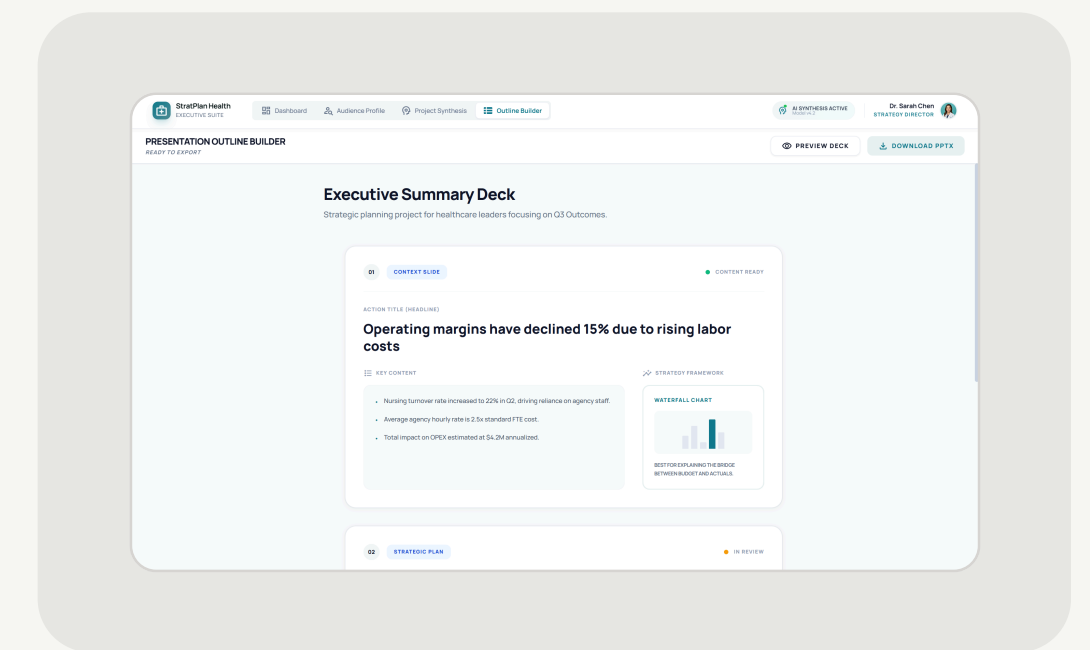 StratPlan Health
EXECUTIVE SUITE
Dashboard
Audience Profile
Project Synthesis
Outline Builder
AI SYNTHESIS ACTIVE
Model v4.2
Dr. Sarah Chen
STRATEGY DIRECTOR
PRESENTATION OUTLINE BUILDER
READY TO EXPORT
PREVIEW DECK
DOWNLOAD PPTX
Executive Summary Deck
Strategic planning project for healthcare leaders focusing on Q3 Outcomes.
01
CONTEXT SLIDE
CONTENT READY
ACTION TITLE (HEADLINE)
Operating margins have declined 15% due to rising labor
costs
KEY CONTENT
• Nursing turnover rate increased to 22% in Q2, driving reliance on agency staff.
• Average agency hourly rate is 2.5x standard FTE cost.
• Total impact on OPEX estimated at $4.2M annualized.
STRATEGY FRAMEWORK
WATERFALL CHART
BEST FOR EXPLAINING THE BRIDGE
BETWEEN BUDGET AND ACTUALS.
02
STRATEGIC PLAN
IN REVIEW